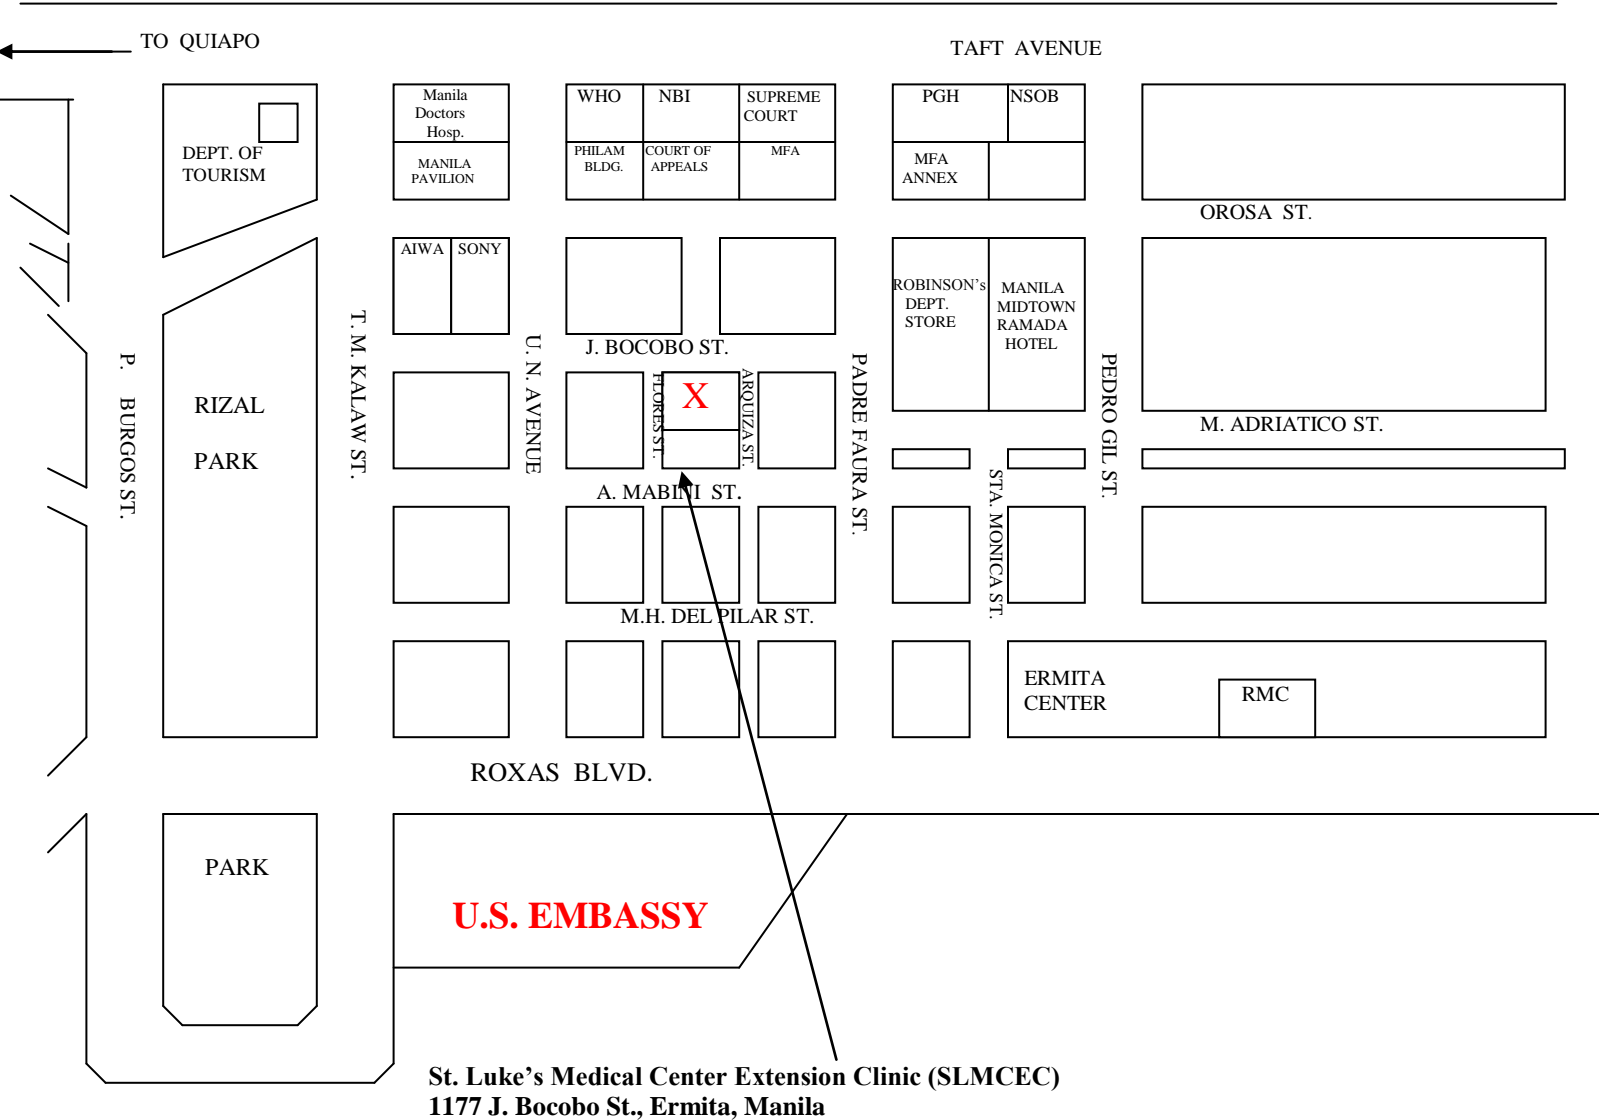 TO QUIAPO
TAFT AVENUE
Manila
Doctors
Hosp.
WHO
NBI
SUPREME
COURT
PGH
NSOB
DEPT. OF
TOURISM
MANILA
PAVILION
PHILAM
BLDG.
COURT OF
APPEALS
MFA
MFA
ANNEX
OROSA ST.
AIWA
SONY
ROBINSON's
DEPT.
STORE
MANILA
MIDTOWN
RAMADA
HOTEL
J. BOCOBO ST.
P. BURGOS ST.
RIZAL
PARK
T. M. KALAW ST.
U. N. AVENUE
FLORES ST.
X
ARQUIZA ST.
PADRE FAURA ST.
PEDRO GIL ST.
M. ADRIATICO ST.
A. MABINI ST.
STA. MONICA ST.
M.H. DEL PILAR ST.
ERMITA
CENTER
RMC
ROXAS BLVD.
PARK
U.S. EMBASSY
St. Luke's Medical Center Extension Clinic (SLMCEC)
1177 J. Bocobo St., Ermita, Manila